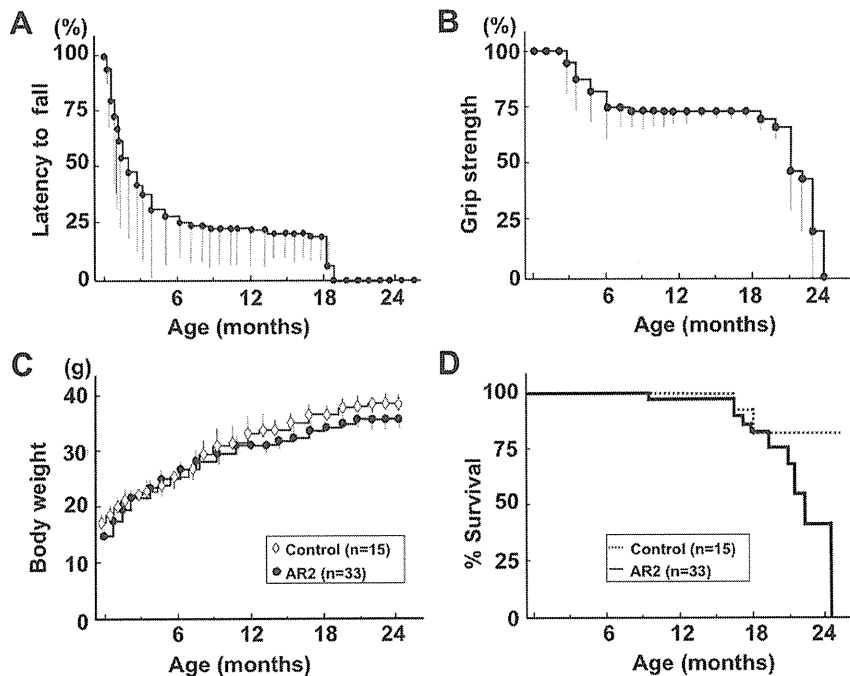 A
(%)
Latency to fall
100
75
50
25
0
6
12
18
24
Age (months)
B
(%)
Grip strength
100
75
50
25
0
6
12
18
24
Age (months)
C
(g)
Body weight
40
30
20
10
0
6
12
18
24
Age (months)
Control (n=15)
AR2 (n=33)
D
% Survival
100
75
50
25
0
6
12
18
24
Age (months)
Control (n=15)
AR2 (n=33)